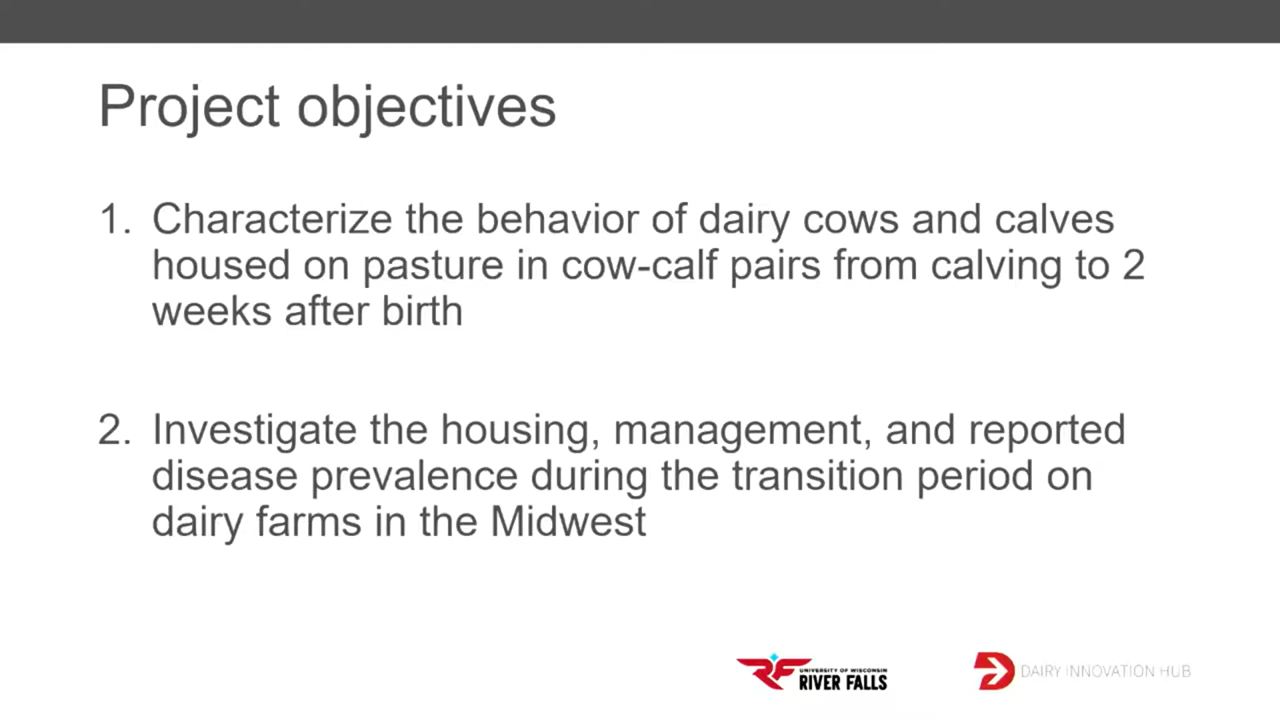 Project objectives
1. Characterize the behavior of dairy cows and calves
housed on pasture in cow-calf pairs from calving to 2
weeks after birth
2. Investigate the housing, management, and reported
disease prevalence during the transition period on
dairy farms in the Midwest
RF
UNIVERSITY OF WISCONSIN
RIVER FALLS
DAIRY INNOVATION HUB